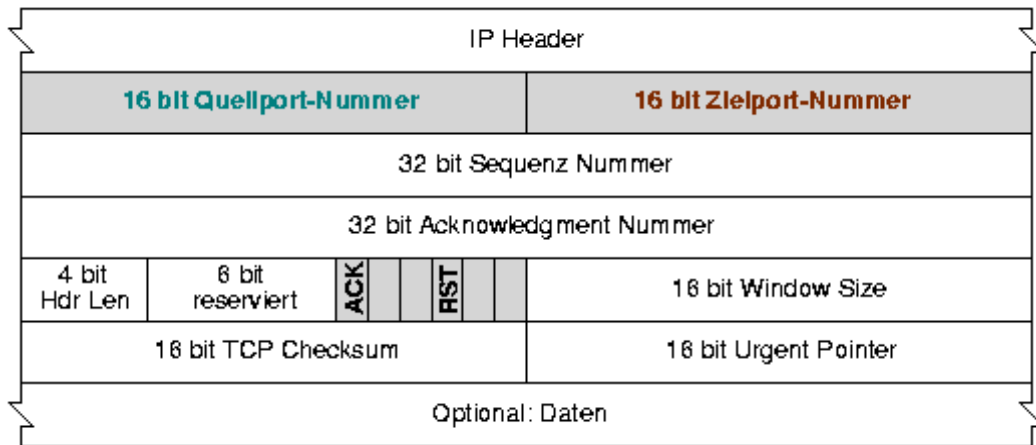 IP Header
16 bit Quellport-Nummer
16 bit Zielport-Nummer
32 bit Sequenz Nummer
32 bit Acknowledgment Nummer
4 bit
Hdr Len
6 bit
reserviert
ACK
RST
16 bit Window Size
16 bit TCP Checksum
16 bit Urgent Pointer
Optional: Daten